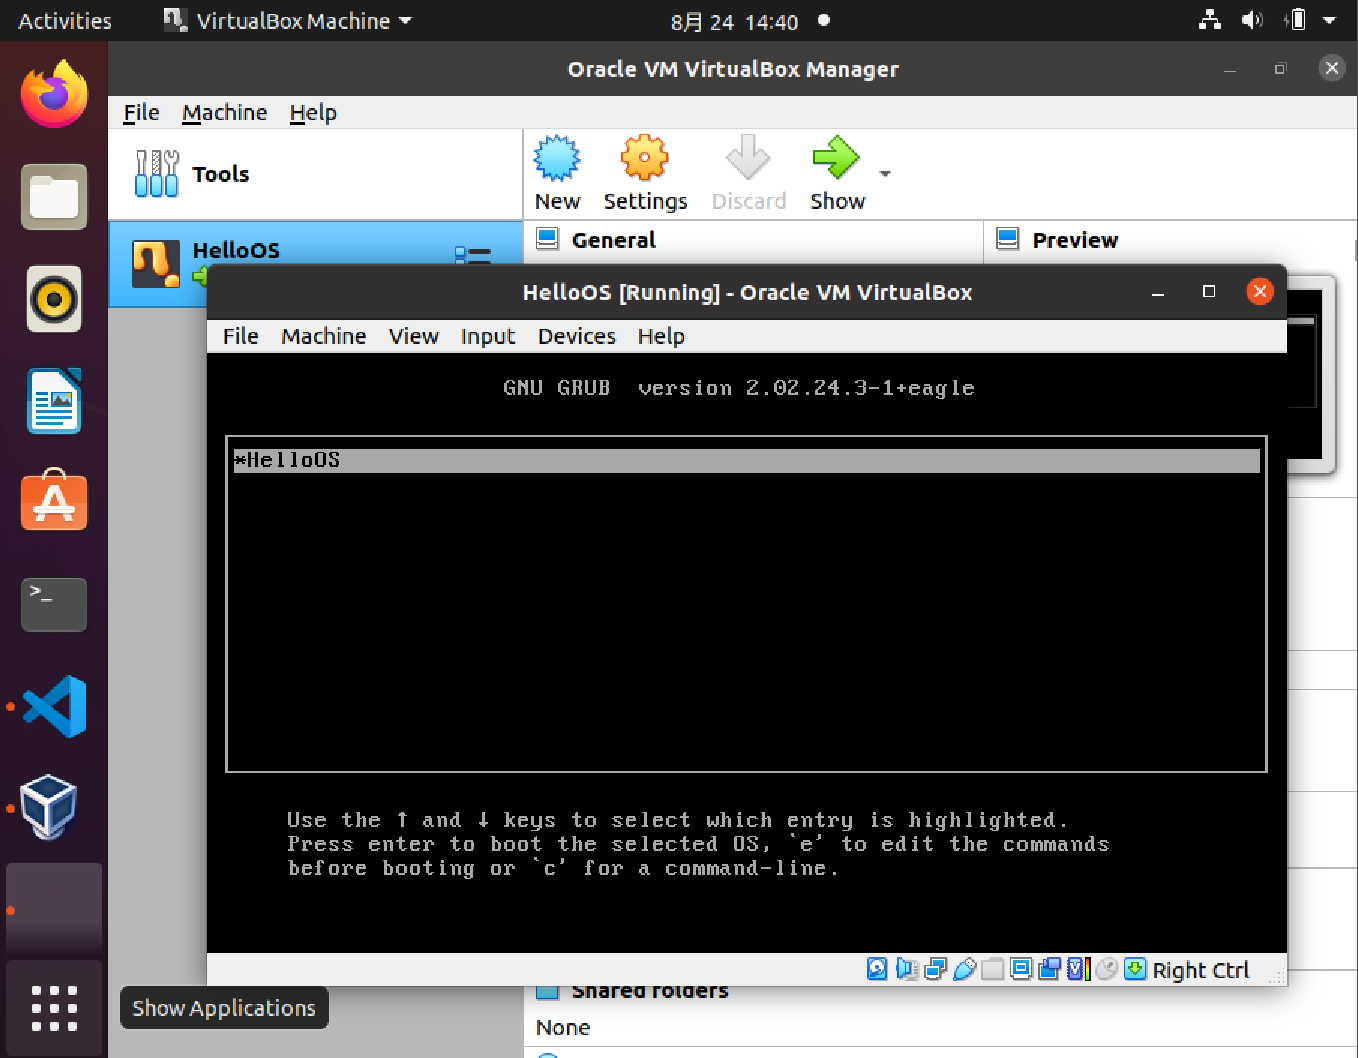 Activities
VirtualBox Machine
8月 24 14:40
Oracle VM VirtualBox Manager
File Machine Help
Tools
New Settings Discard Show
HelloOS
General
Preview
HelloOS [Running] - Oracle VM VirtualBox
File Machine View Input Devices Help
GNU GRUB version 2.02.24.3-1+eagle
*HelloOS
Use the ↑ and ↓ keys to select which entry is highlighted.
Press enter to boot the selected OS, `e' to edit the commands
before booting or `c' for a command-line.
Right Ctrl
Shared folders
Show Applications
None